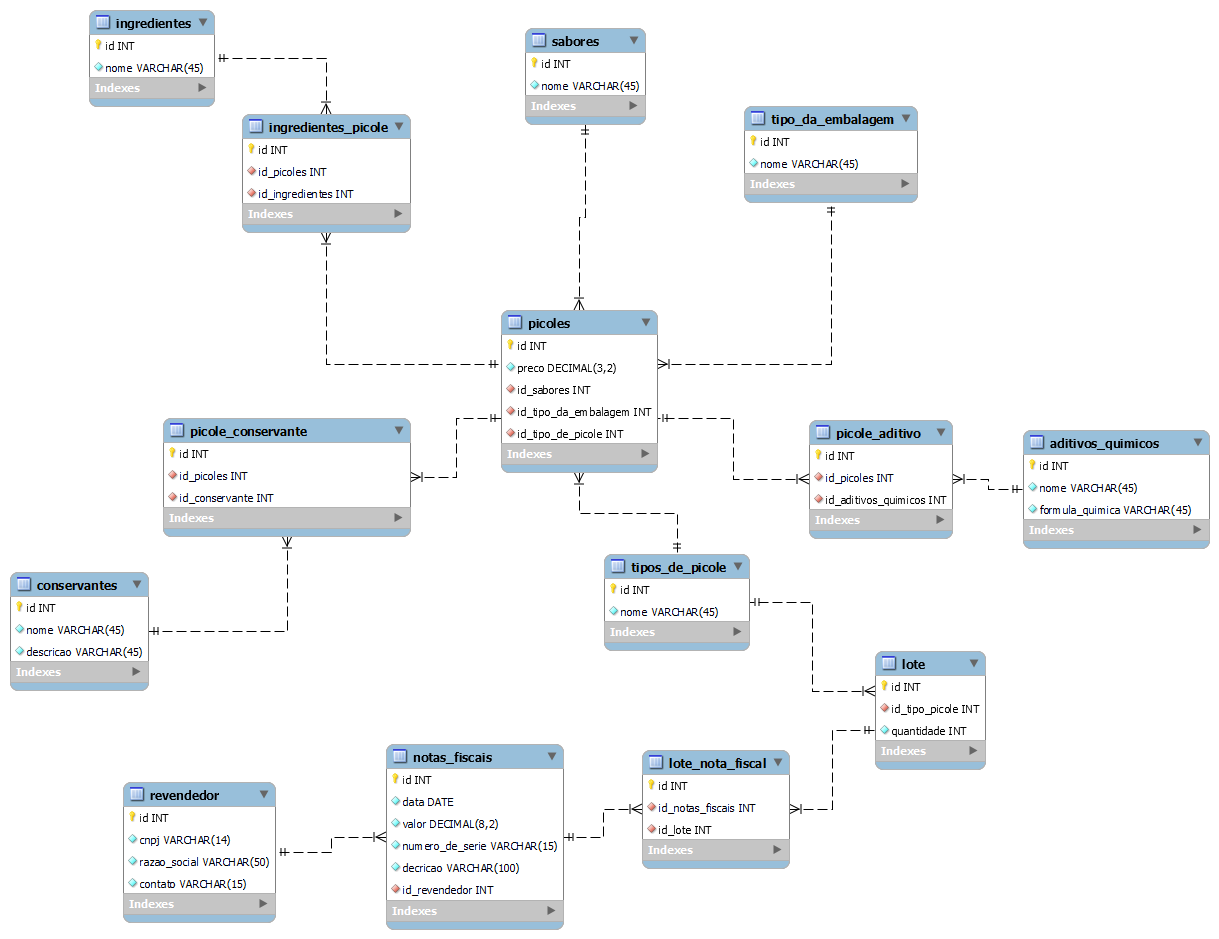 ingredientes
id INT
nome VARCHAR(45)
Indexes
sabores
id INT
nome VARCHAR(45)
Indexes
tipo_da_embalagem
id INT
nome VARCHAR(45)
Indexes
ingredientes_picole
id INT
id_picoles INT
id_ingredientes INT
Indexes
picoles
id INT
preco DECIMAL(3,2)
id_sabores INT
id_tipo_da_embalagem INT
id_tipo_de_picole INT
Indexes
picole_conservante
id INT
id_picoles INT
id_conservante INT
Indexes
picole_aditivo
id INT
id_picoles INT
id_aditivos_quimicos INT
Indexes
aditivos_quimicos
id INT
nome VARCHAR(45)
formula_quimica VARCHAR(45)
Indexes
conservantes
id INT
nome VARCHAR(45)
descricao VARCHAR(45)
Indexes
tipos_de_picole
id INT
nome VARCHAR(45)
Indexes
lote
id INT
id_tipo_picole INT
quantidade INT
Indexes
revendedor
id INT
cnpj VARCHAR(14)
razao_social VARCHAR(50)
contato VARCHAR(15)
Indexes
notas_fiscais
id INT
data DATE
valor DECIMAL(8,2)
numero_de_serie VARCHAR(15)
decricao VARCHAR(100)
id_revendedor INT
Indexes
lote_nota_fiscal
id INT
id_notas_fiscais INT
id_lote INT
Indexes